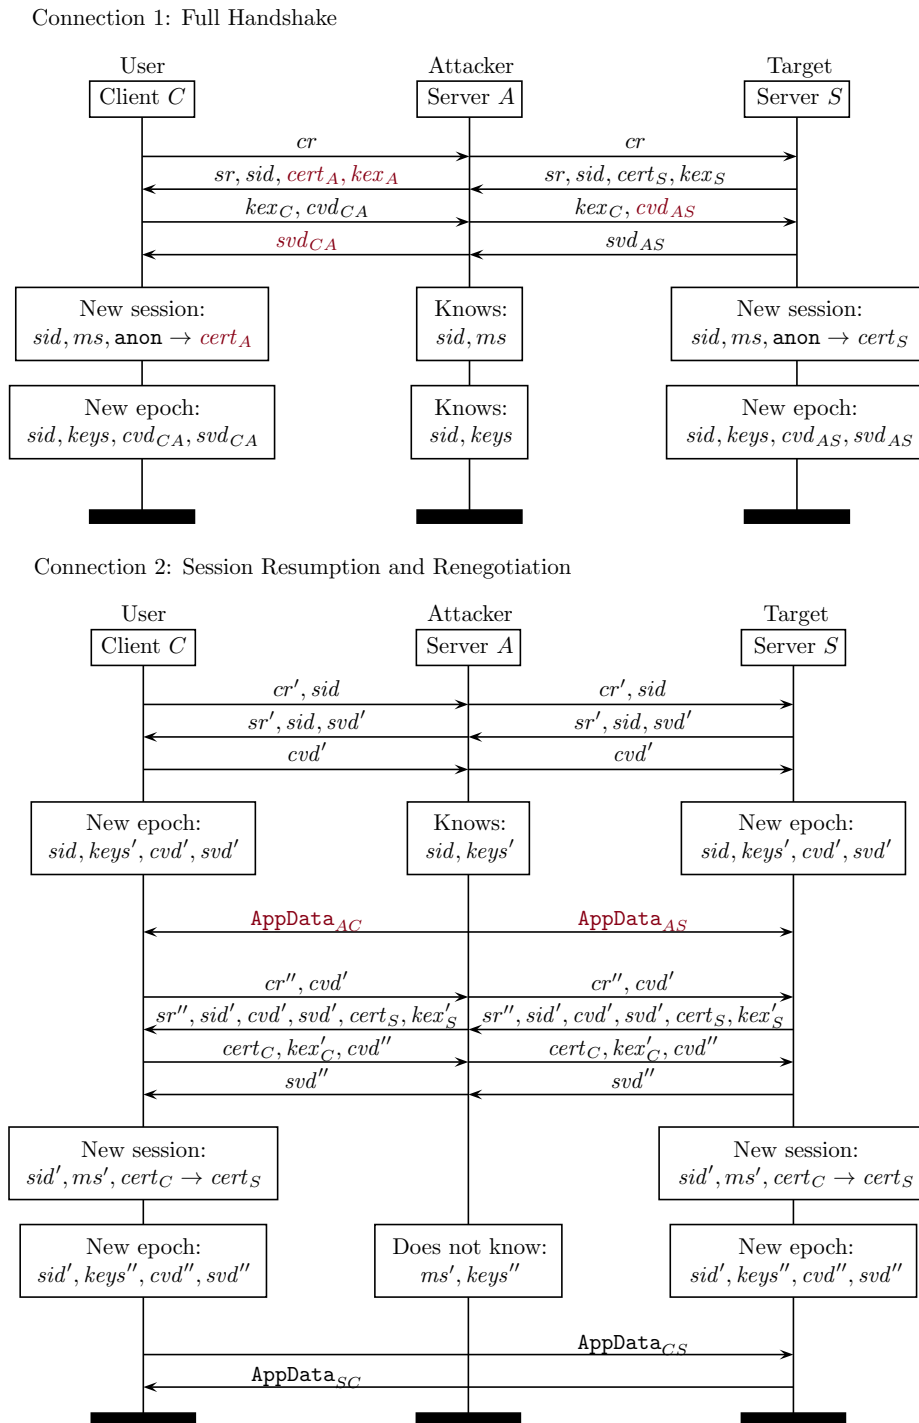 Connection 1: Full Handshake
User Attacker Target
Client C Server A Server S
cr cr
sr, sid, cert_A, kex_A sr, sid, cert_S, kex_S
kex_C, cvd_CA kex_C, cvd_AS
svd_CA svd_AS
New session: Knows: New session:
sid, ms, anon → cert_A sid, ms sid, ms, anon → cert_S
New epoch: Knows: New epoch:
sid, keys, cvd_CA, svd_CA sid, keys sid, keys, cvd_AS, svd_AS
Connection 2: Session Resumption and Renegotiation
User Attacker Target
Client C Server A Server S
cr′, sid cr′, sid
sr′, sid, svd′ sr′, sid, svd′
cvd′ cvd′
New epoch: Knows: New epoch:
sid, keys′, cvd′, svd′ sid, keys′ sid, keys′, cvd′, svd′
AppData_AC AppData_AS
cr′′, cvd′ cr′′, cvd′
sr′′, sid′, cvd′, svd′, cert_S, kex′_S sr′′, sid′, cvd′, svd′, cert_S, kex′_S
cert_C, kex′_C, cvd′′ cert_C, kex′_C, cvd′′
svd′′ svd′′
New session: New session:
sid′, ms′, cert_C → cert_S sid′, ms′, cert_C → cert_S
New epoch: Does not know: New epoch:
sid′, keys′′, cvd′′, svd′′ ms′, keys′′ sid′, keys′′, cvd′′, svd′′
AppData_CS
AppData_SC